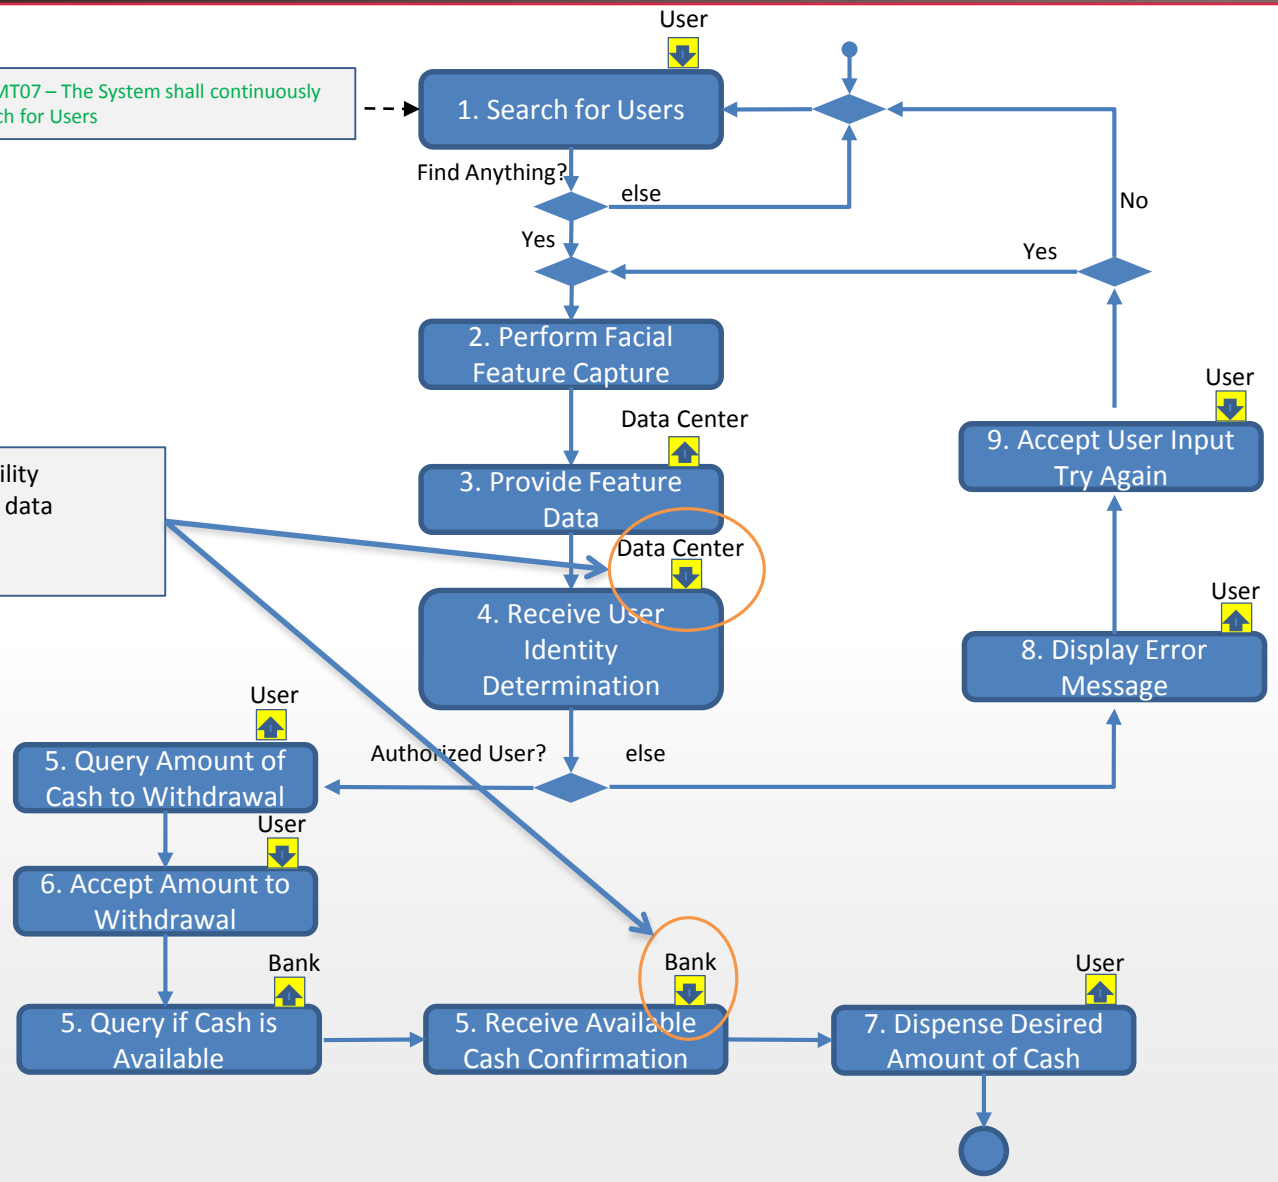 User
MT07 – The System shall continuously
ch for Users
1. Search for Users
Find Anything?
else
No
Yes
Yes
2. Perform Facial
Feature Capture
User
Data Center
9. Accept User Input
Try Again
ility
data
3. Provide Feature
Data
Data Center
User
4. Receive User
Identity
Determination
8. Display Error
Message
User
Authorized User?
else
5. Query Amount of
Cash to Withdrawal
User
6. Accept Amount to
Withdrawal
Bank
Bank
User
5. Query if Cash is
Available
5. Receive Available
Cash Confirmation
7. Dispense Desired
Amount of Cash